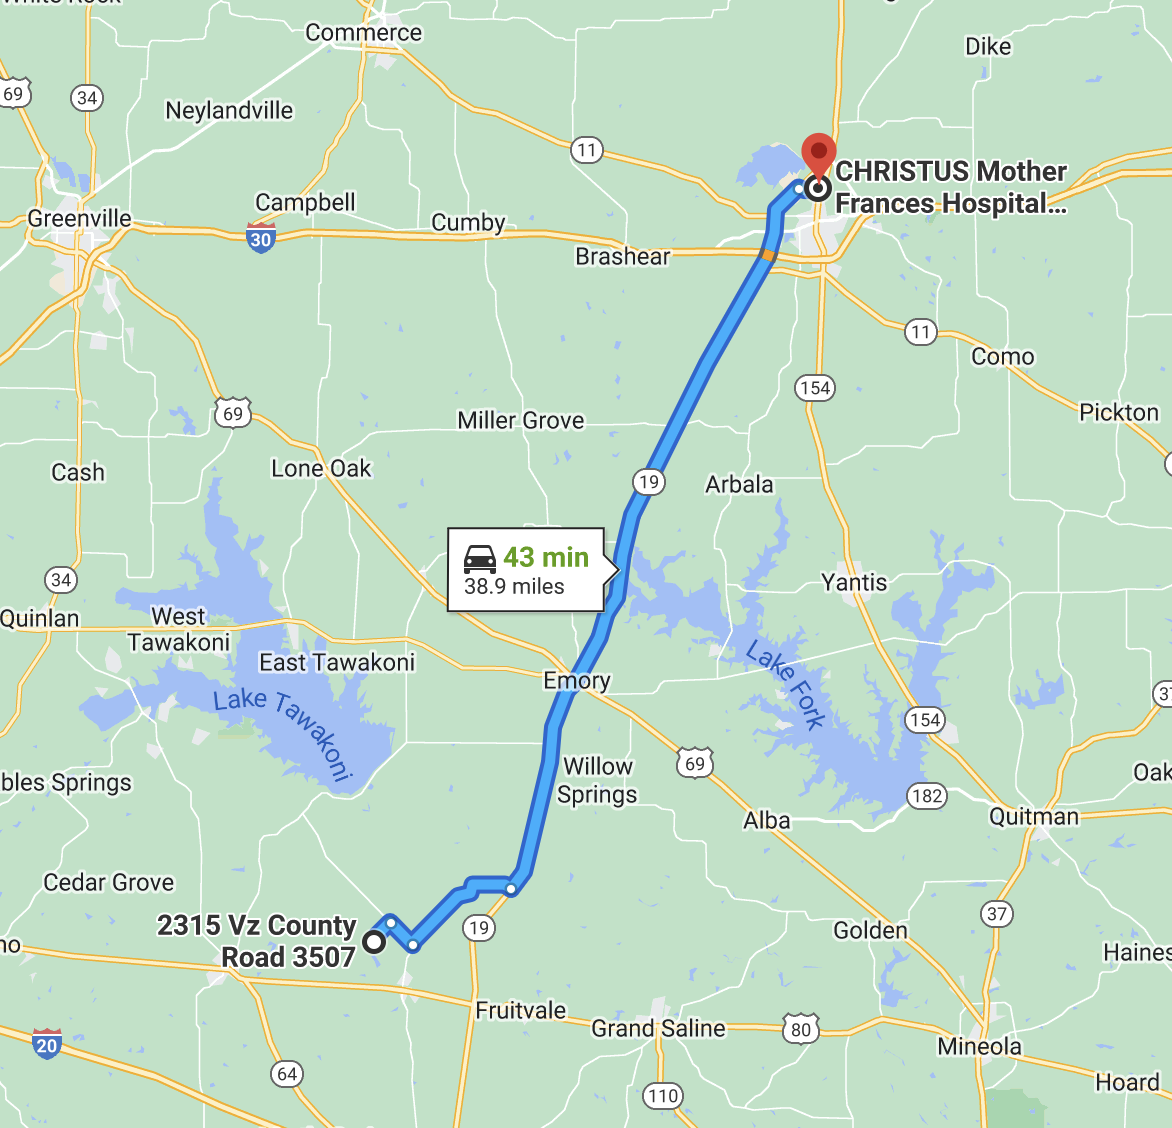 Commerce
Dike
69
34
Neylandville
11
CHRISTUS Mother
Frances Hospital...
Campbell
Greenville
Cumby
30
Brashear
11
Como
154
69
Miller Grove
Pickton
Cash
Lone Oak
19
Arbala
43 min
38.9 miles
34
Yantis
Quinlan
West
Tawakoni
East Tawakoni
Lake Tawakoni
Emory
Lake Fork
37
154
69
Willow
Springs
bles Springs
Oak
182
Alba
Quitman
Cedar Grove
2315 Vz County
Road 3507
19
37
Golden
Haines
no
Fruitvale
Grand Saline
80
20
Mineola
64
110
Hoard